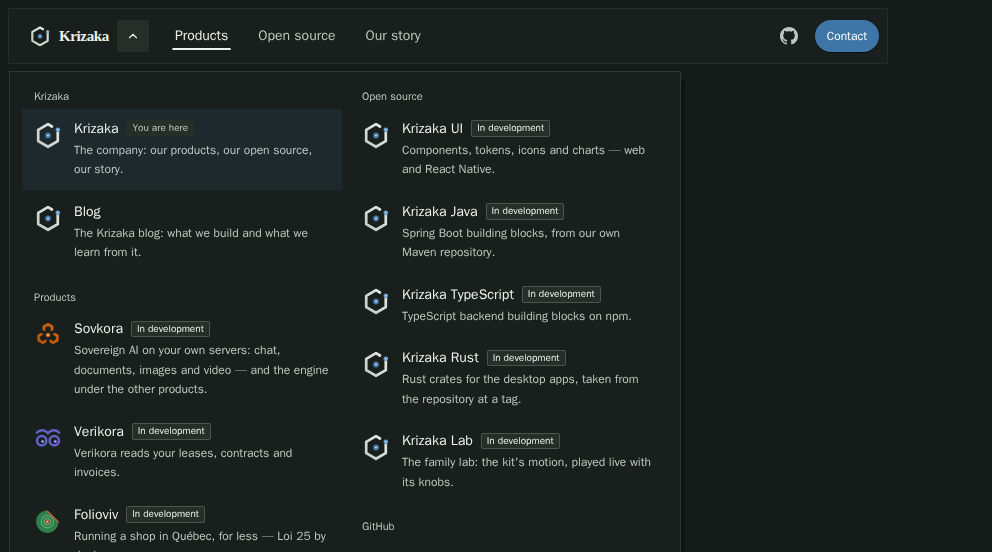 Krizaka
Products
Open source
Our story
Contact
Krizaka
Krizaka You are here
The company: our products, our open source,
our story.
Blog
The Krizaka blog: what we build and what we
learn from it.
Products
Sovkora In development
Sovereign AI on your own servers: chat,
documents, images and video — and the engine
under the other products.
Verikora In development
Verikora reads your leases, contracts and
invoices.
Folioviv In development
Running a shop in Québec, for less — Loi 25 by
Open source
Krizaka UI In development
Components, tokens, icons and charts — web
and React Native.
Krizaka Java In development
Spring Boot building blocks, from our own
Maven repository.
Krizaka TypeScript In development
TypeScript backend building blocks on npm.
Krizaka Rust In development
Rust crates for the desktop apps, taken from
the repository at a tag.
Krizaka Lab In development
The family lab: the kit's motion, played live with
its knobs.
GitHub